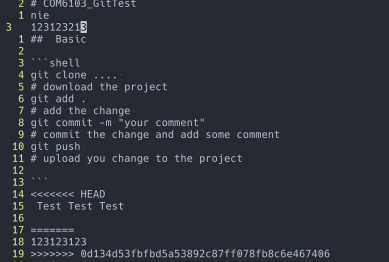 2 # COM6103_GitTest
1 nie
3 123123213
1 ##  Basic
2
3 ```shell
4 git clone ....
5 # download the project
6 git add .
7 # add the change
8 git commit -m "your comment"
9 # commit the change and add some comment
10 git push
11 # upload you change to the project
12
13 ```
14 <<<<<<< HEAD
15  Test Test Test
16
17 =======
18 123123123
19 >>>>>>> 0d134d53fbfbd5a53892c87ff078fb8c6e467406